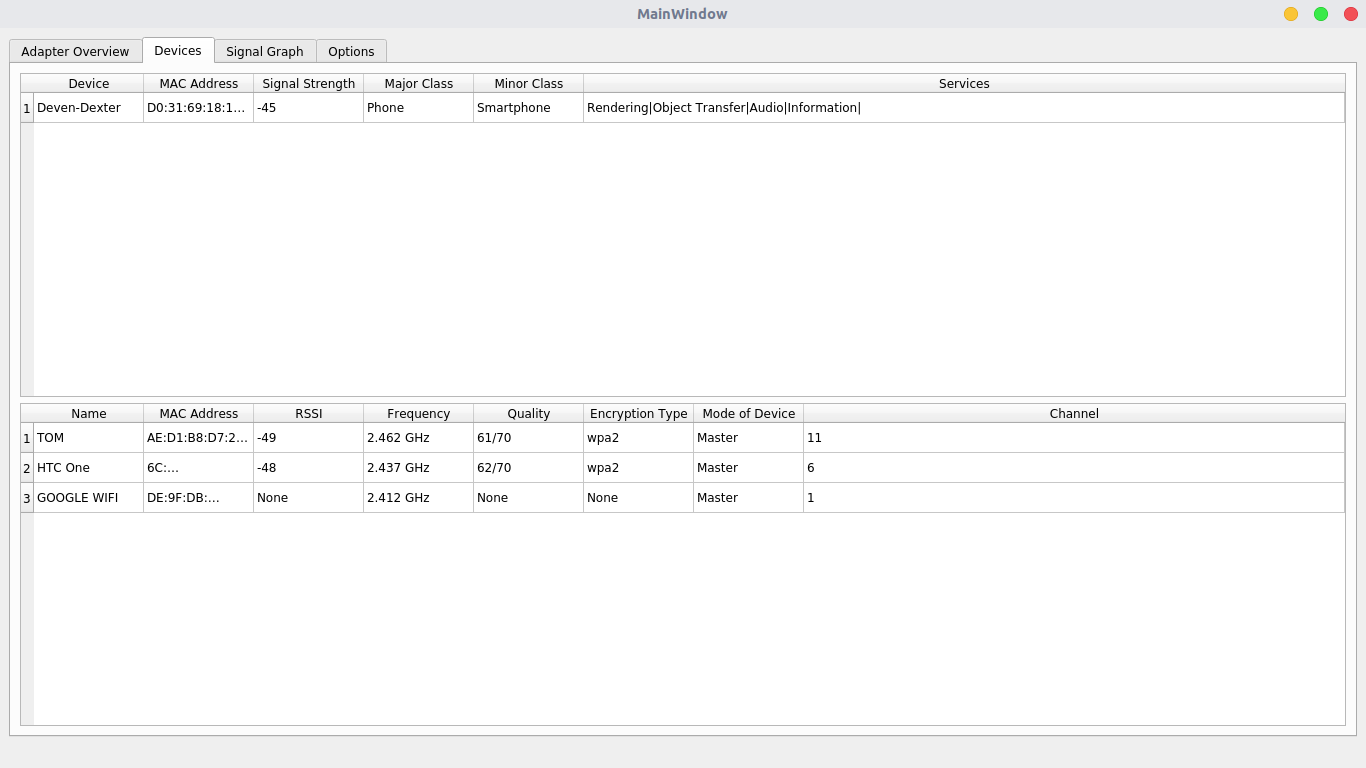 MainWindow
Adapter Overview Devices Signal Graph Options
Device MAC Address Signal Strength Major Class Minor Class Services
1 Deven-Dexter D0:31:69:18:1... -45 Phone Smartphone Rendering|Object Transfer|Audio|Information|
Name MAC Address RSSI Frequency Quality Encryption Type Mode of Device Channel
1 TOM AE:D1:B8:D7:2... -49 2.462 GHz 61/70 wpa2 Master 11
2 HTC One 6C:... -48 2.437 GHz 62/70 wpa2 Master 6
3 GOOGLE WIFI DE:9F:DB:... None 2.412 GHz None None Master 1